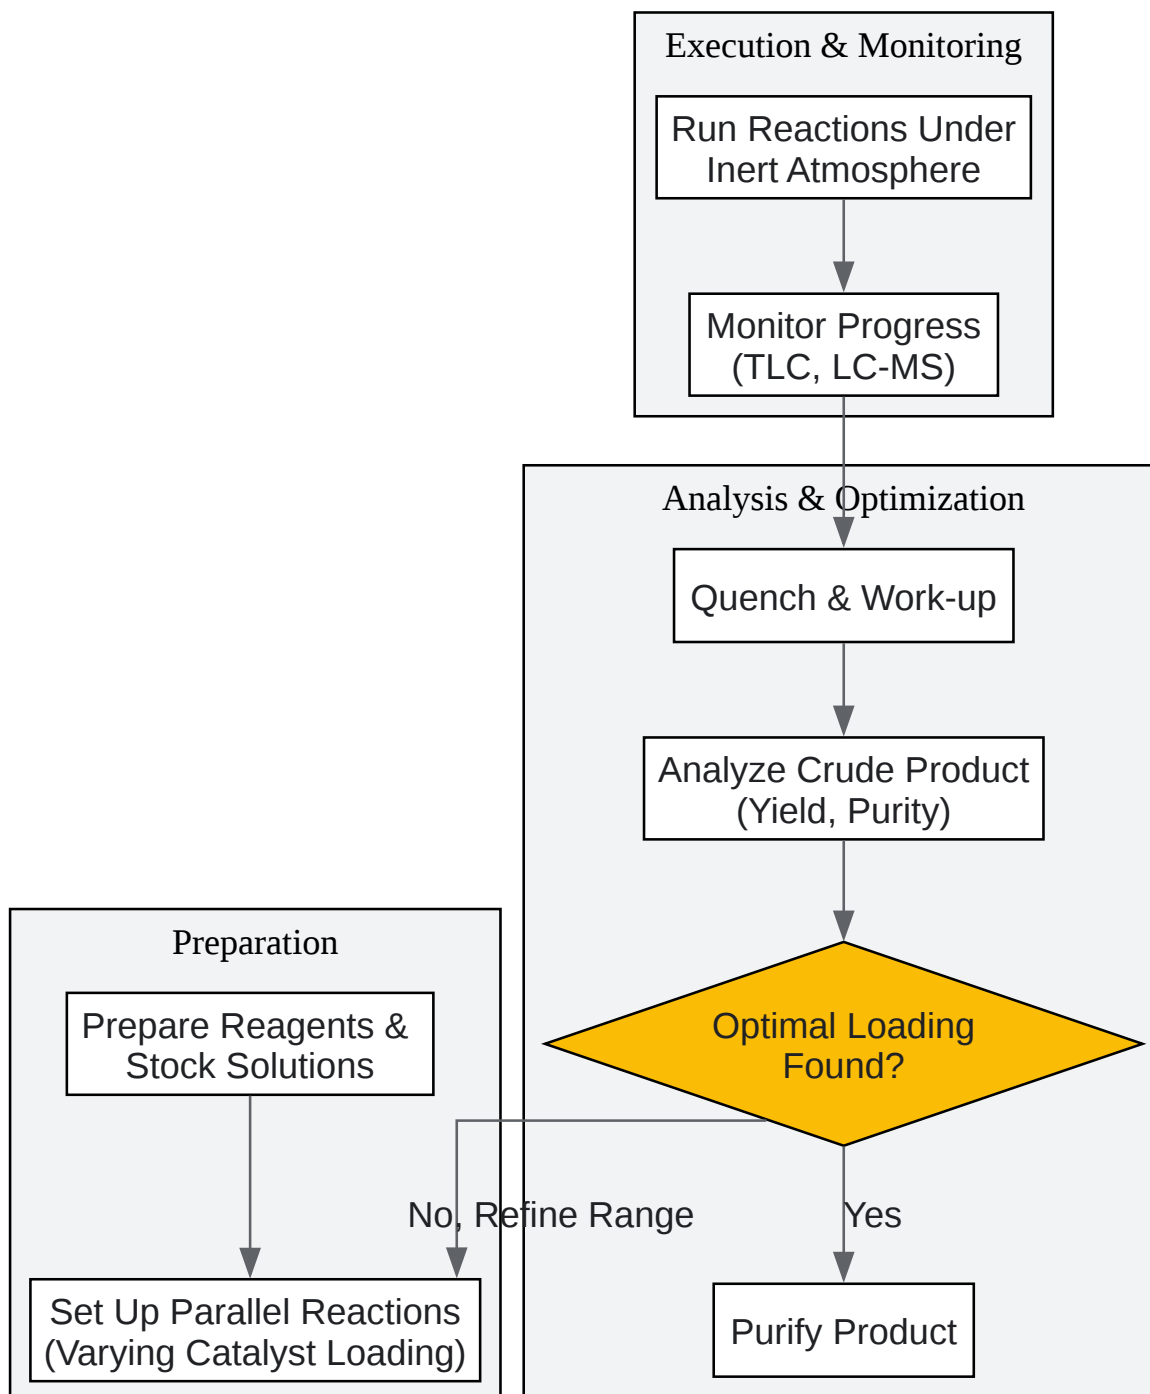 Execution & Monitoring
Run Reactions Under
Inert Atmosphere
Monitor Progress
(TLC, LC-MS)
Analysis & Optimization
Quench & Work-up
Analyze Crude Product
(Yield, Purity)
Preparation
Prepare Reagents &
Stock Solutions
Optimal Loading
Found?
No, Refine Range
Yes
Set Up Parallel Reactions
(Varying Catalyst Loading)
Purify Product